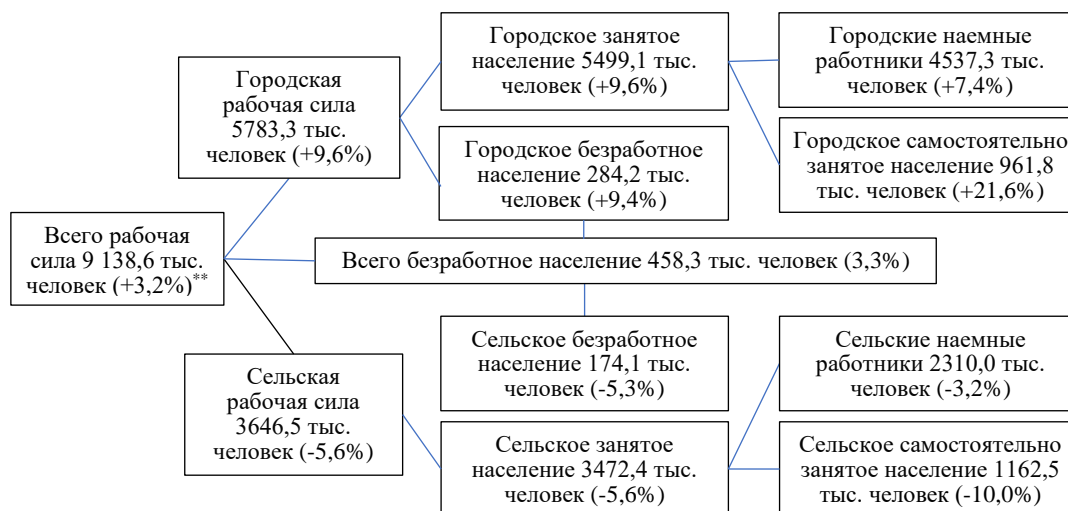 Всего рабочая
сила 9 138,6 тыс.
человек (+3,2%)**
Городская
рабочая сила
5783,3 тыс.
человек (+9,6%)
Городское занятое
население 5499,1 тыс.
человек (+9,6%)
Городские наемные
работники 4537,3 тыс.
человек (+7,4%)
Городское самостоятельно
занятое население 961,8
тыс. человек (+21,6%)
Городское безработное
население 284,2 тыс.
человек (+9,4%)
Всего безработное население 458,3 тыс. человек (3,3%)
Сельская
рабочая сила
3646,5 тыс.
человек (-5,6%)
Сельское безработное
население 174,1 тыс.
человек (-5,3%)
Сельское занятое
население 3472,4 тыс.
человек (-5,6%)
Сельские наемные
работники 2310,0 тыс.
человек (-3,2%)
Сельское самостоятельно
занятое население 1162,5
тыс. человек (-10,0%)